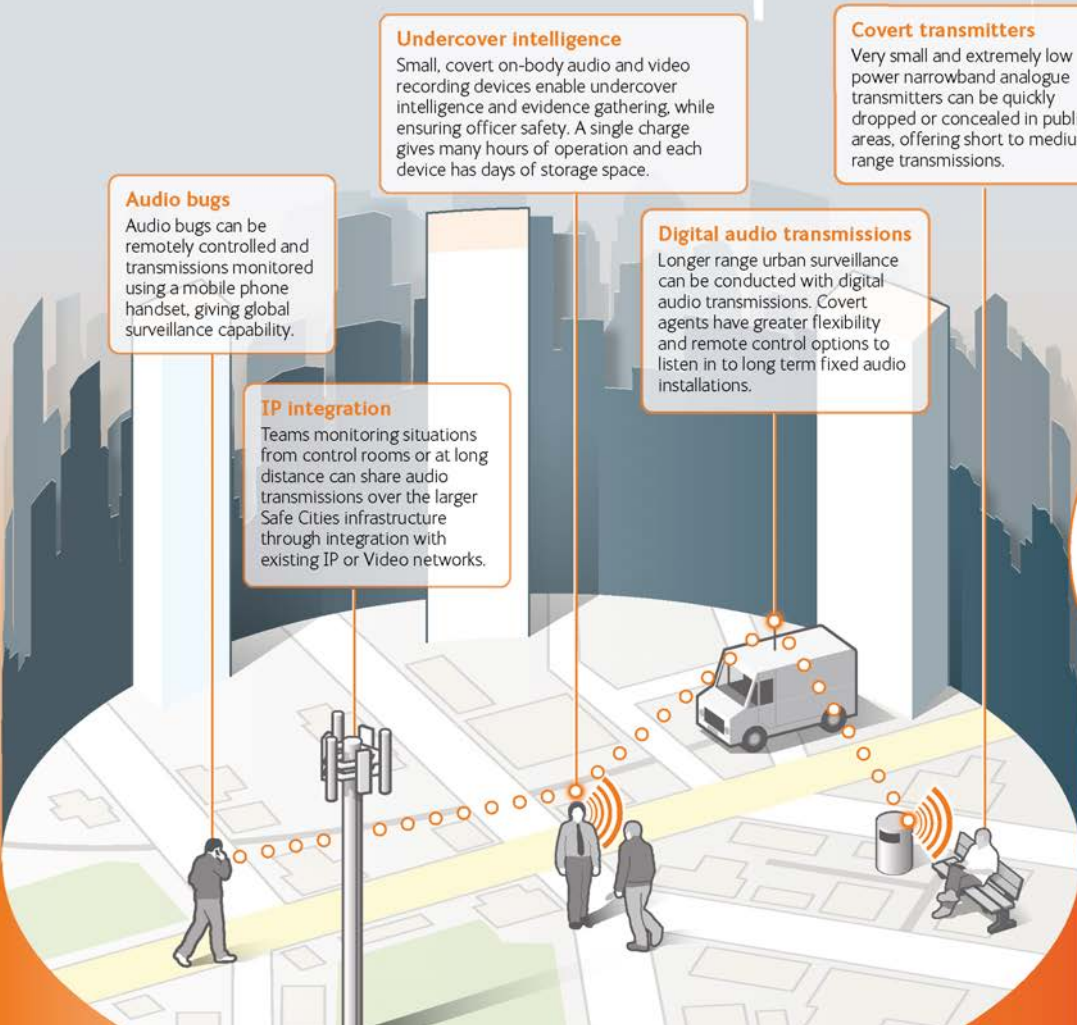 Undercover intelligence
Small, covert on-body audio and video
recording devices enable undercover
intelligence and evidence gathering, while
ensuring officer safety. A single charge
gives many hours of operation and each
device has days of storage space.
Covert transmitters
Very small and extremely low
power narrowband analogue
transmitters can be quickly
dropped or concealed in
areas, offering short to
range transmissions.
Audio bugs
Audio bugs can be
remotely controlled and
transmissions monitored
using a mobile phone
handset, giving global
surveillance capability.
Digital audio transmissions
Longer range urban surveillance
can be conducted with digital
audio transmissions. Covert
agents have greater flexibility
and remote control options to
listen in to long term fixed audio
installations.
IP integration
Teams monitoring situations
from control rooms or at long
distance can share audio
transmissions over the larger
Safe Cities infrastructure
through integration with
existing IP or Video networks.